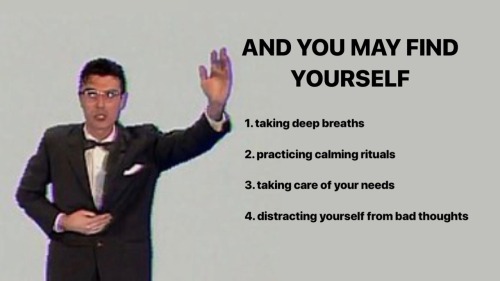 AND YOU MAY FIND
YOURSELF
1. taking deep breaths
2. practicing calming rituals
3. taking care of your needs
4. distracting yourself from bad thoughts